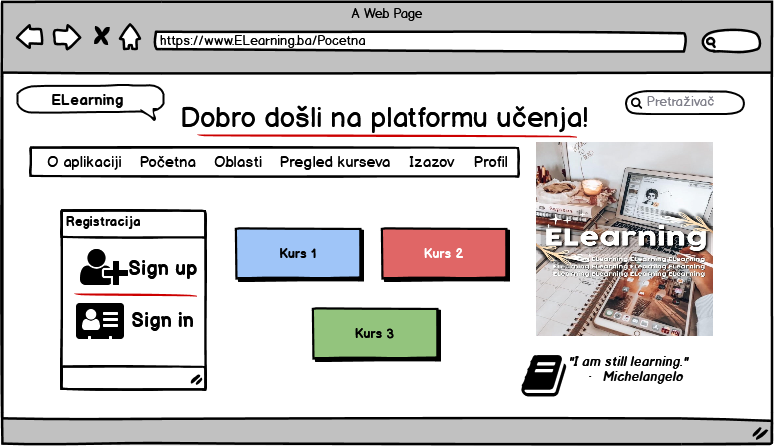 A Web Page
https://www.ELearning.ba/Pocetna
ELearning
Dobro došli na platformu učenja!
Pretraživač
O aplikaciji Početna Oblasti Pregled kurseva Izazov Profil
Registracija
Sign up
Sign in
Kurs 1
Kurs 2
Kurs 3
ELearning
ELearning ELearning ELearning
ELearning ELearning ELearning ELearning
ELearning ELearning ELearning
"I am still learning."
- Michelangelo